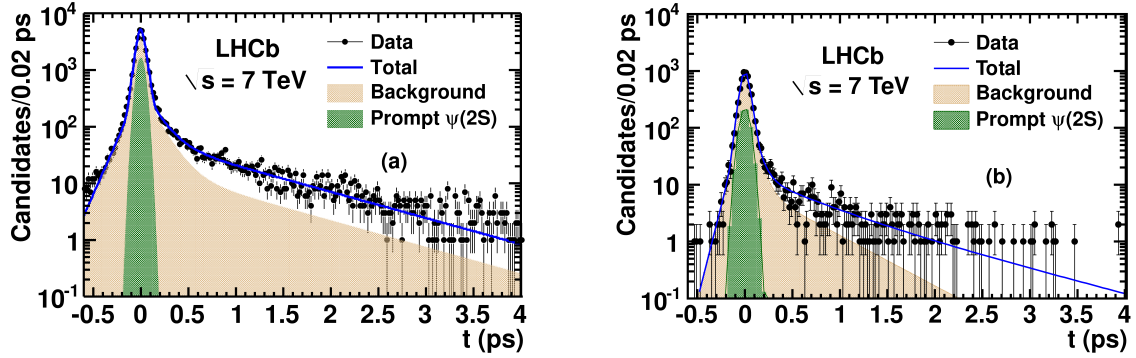 Candidates/0.02 ps
10^4
10^3
10^2
10
1
10^-1
LHCb
√s = 7 TeV
Data
Total
Background
Prompt ψ(2S)
(a)
-0.5 0 0.5 1 1.5 2 2.5 3 3.5 4
t (ps)
Candidates/0.02 ps
10^4
10^3
10^2
10
1
10^-1
LHCb
√s = 7 TeV
Data
Total
Background
Prompt ψ(2S)
(b)
-0.5 0 0.5 1 1.5 2 2.5 3 3.5 4
t (ps)